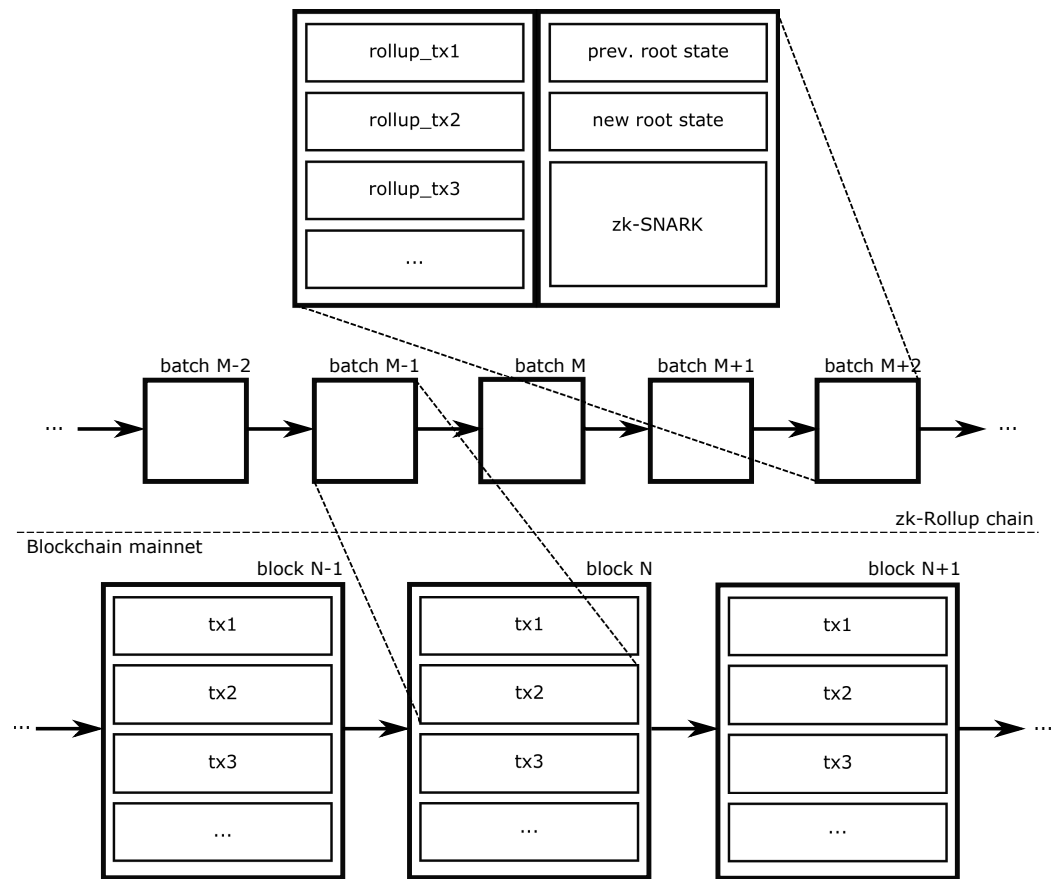 rollup_tx1
rollup_tx2
rollup_tx3
...
prev. root state
new root state
zk-SNARK
batch M-2
batch M-1
batch M
batch M+1
batch M+2
...
...
zk-Rollup chain
Blockchain mainnet
block N-1
block N
block N+1
...
tx1
tx2
tx3
...
tx1
tx2
tx3
...
tx1
tx2
tx3
...
...